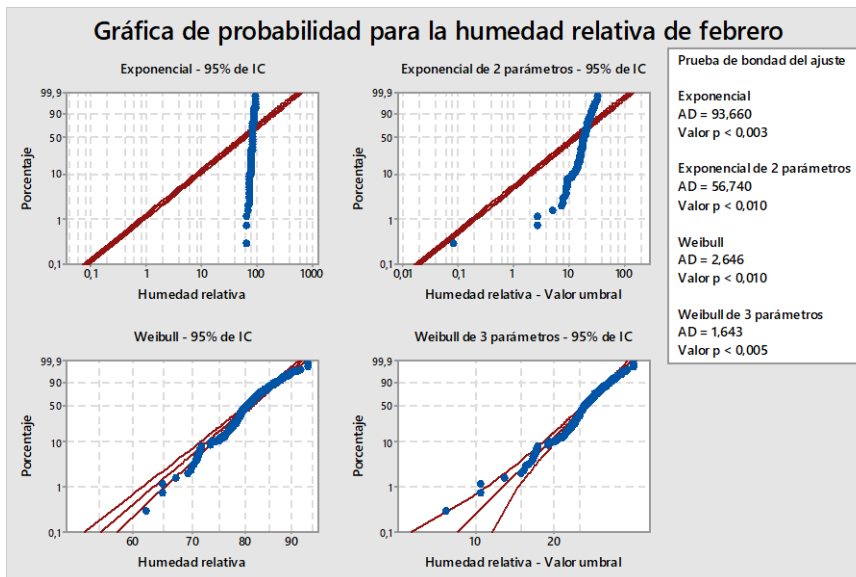 Gráfica de probabilidad para la humedad relativa de febrero
Exponencial - 95% de IC
99,9
90
50
10
1
0,1
Porcentaje
0,1
1
10
100
1000
Humedad relativa
Exponencial de 2 parámetros - 95% de IC
99,9
90
50
10
1
0,1
Porcentaje
0,01
0,1
1
10
100
Humedad relativa - Valor umbral
Weibull - 95% de IC
99,9
90
50
10
1
0,1
Porcentaje
60
70
80
90
Humedad relativa
Weibull de 3 parámetros - 95% de IC
99,9
90
50
10
1
0,1
Porcentaje
10
20
Humedad relativa - Valor umbral
Prueba de bondad del ajuste
Exponencial
AD = 93,660
Valor p < 0,003
Exponencial de 2 parámetros
AD = 56,740
Valor p < 0,010
Weibull
AD = 2,646
Valor p < 0,010
Weibull de 3 parámetros
AD = 1,643
Valor p < 0,005